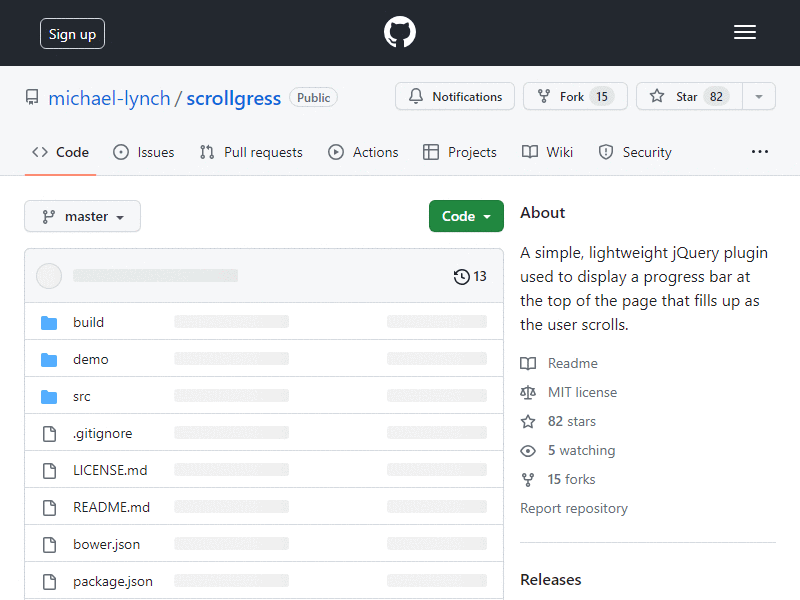 Sign up
michael-lynch / scrollgress Public
Notifications Fork 15 Star 82
Code Issues Pull requests Actions Projects Wiki Security
master Code
13
build
demo
src
.gitignore
LICENSE.md
README.md
bower.json
package.json
About
A simple, lightweight jQuery plugin
used to display a progress bar at
the top of the page that fills up as
the user scrolls.
Readme
MIT license
82 stars
5 watching
15 forks
Report repository
Releases